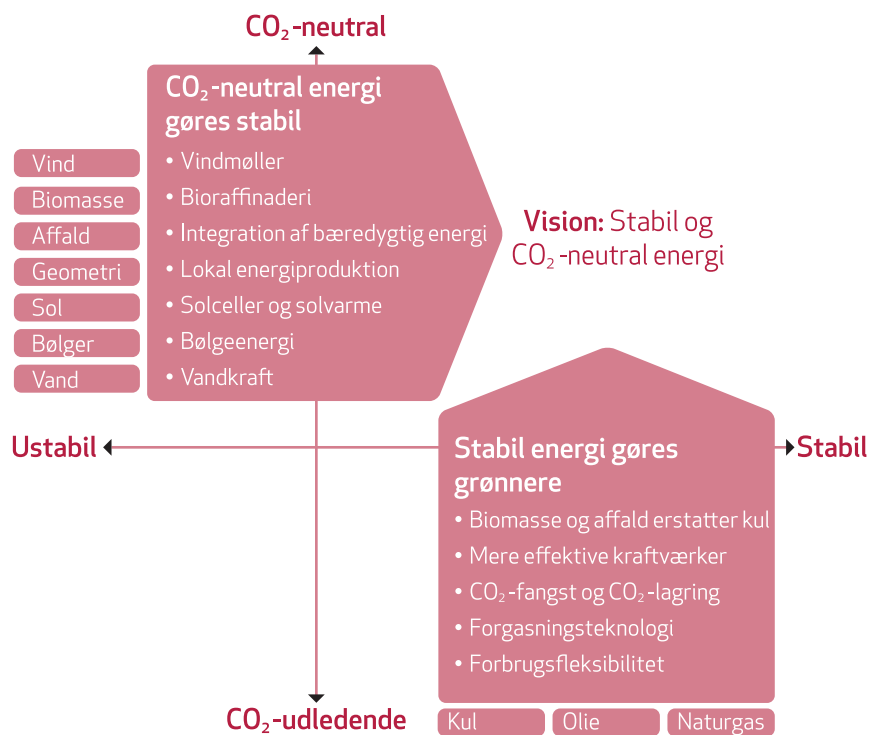 CO₂-neutral
CO₂-neutral energi
gøres stabil
Vind
Biomasse
Affald
Geometri
Sol
Bølger
Vand
• Vindmøller
• Bioraffinaderi
• Integration af bæredygtig energi
• Lokal energiproduktion
• Solceller og solvarme
• Bølgeenergi
• Vandkraft
Vision: Stabil og
CO₂-neutral energi
Ustabil
Stabil
Stabil energi gøres
grønnere
• Biomasse og affald erstatter kul
• Mere effektive kraftværker
• CO₂-fangst og CO₂-lagring
• Forgasningsteknologi
• Forbrugsfleksibilitet
CO₂-udledende
Kul
Olie
Naturgas